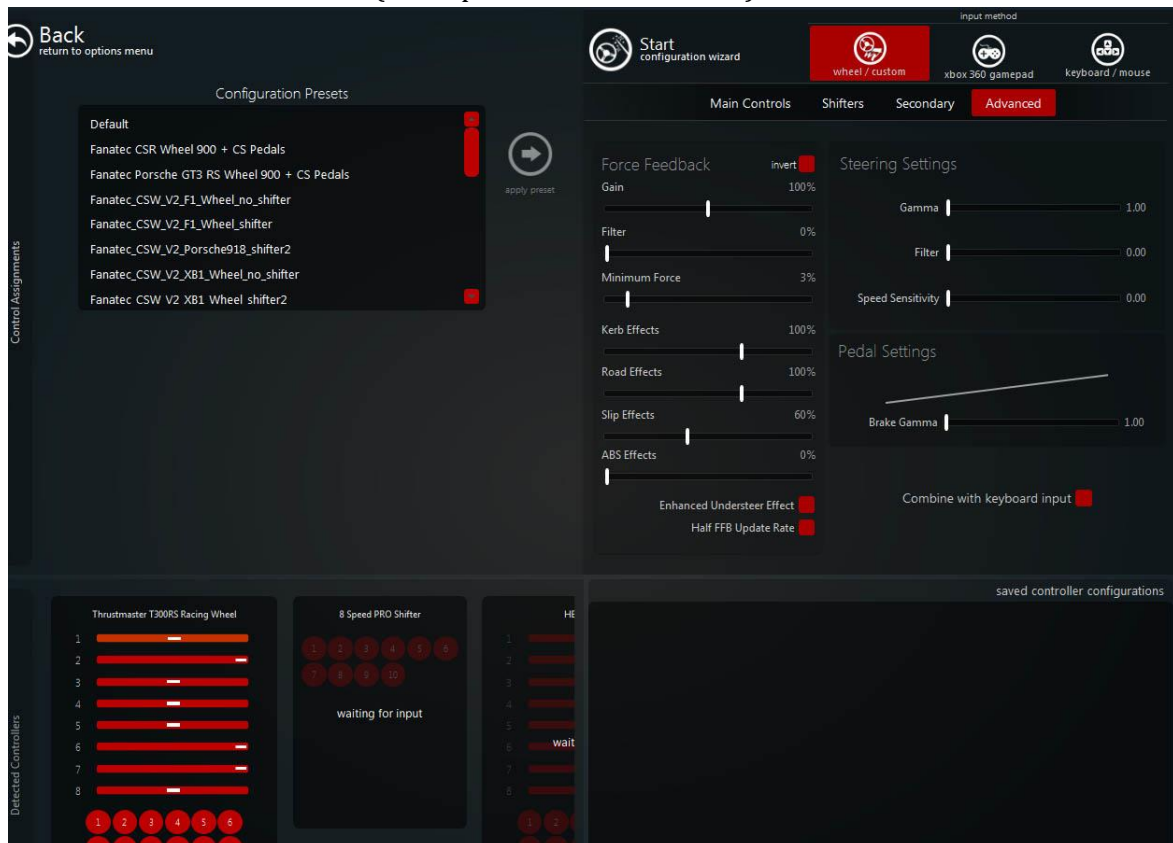 Back
return to options menu
Configuration Presets
Default
Fanatec CSR Wheel 900 + CS Pedals
Fanatec Porsche GT3 RS Wheel 900 + CS Pedals
Fanatec_CSW_V2_F1_Wheel_no_shifter
Fanatec_CSW_V2_F1_Wheel_shifter
Fanatec_CSW_V2_Porsche918_shifter2
Fanatec_CSW_V2_XB1_Wheel_no_shifter
Fanatec CSW V2 XB1 Wheel shifter2
apply preset
Control Assignments
input method
Start
configuration wizard
wheel / custom
xbox 360 gamepad
keyboard / mouse
Main Controls Shifters Secondary Advanced
Force Feedback invert
Gain 100%
Filter 0%
Minimum Force 3%
Kerb Effects 100%
Road Effects 100%
Slip Effects 60%
ABS Effects 0%
Enhanced Understeer Effect
Half FFB Update Rate
Steering Settings
Gamma 1.00
Filter 0.00
Speed Sensitivity 0.00
Pedal Settings
Brake Gamma 1.00
Combine with keyboard input
Detected Controllers
Thrustmaster T300RS Racing Wheel
1
2
3
4
5
6
7
8
1 2 3 4 5 6
8 Speed PRO Shifter
1 2 3 4 5 6
7 8 9 10
waiting for input
HE
1
2
3
4
5
6
7
8
wait
1 2
saved controller configurations